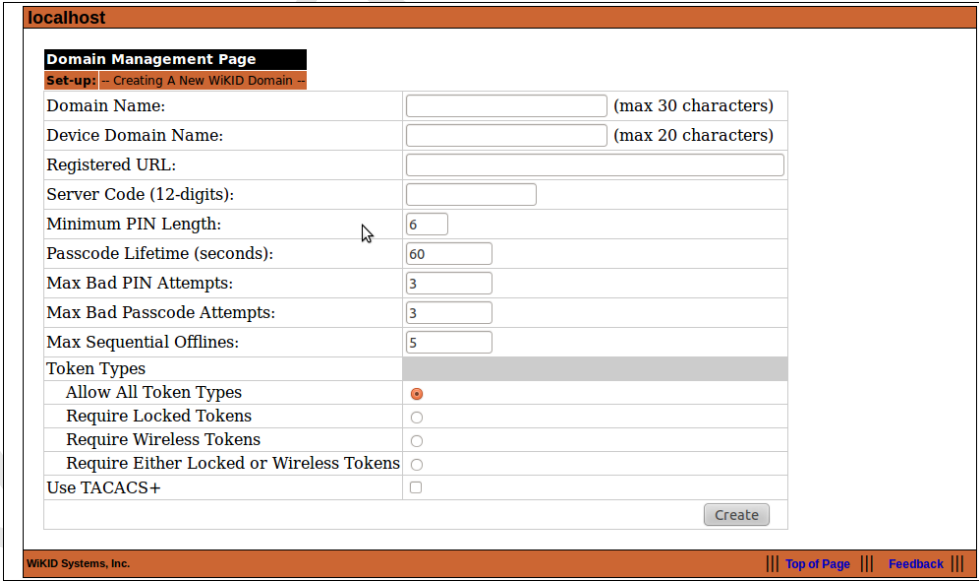 localhost
Domain Management Page
Set-up: -- Creating A New WiKID Domain --
Domain Name: (max 30 characters)
Device Domain Name: (max 20 characters)
Registered URL:
Server Code (12-digits):
Minimum PIN Length: 6
Passcode Lifetime (seconds): 60
Max Bad PIN Attempts: 3
Max Bad Passcode Attempts: 3
Max Sequential Offlines: 5
Token Types
Allow All Token Types
Require Locked Tokens
Require Wireless Tokens
Require Either Locked or Wireless Tokens
Use TACACS+
Create
WiKID Systems, Inc. ||| Top of Page ||| Feedback |||